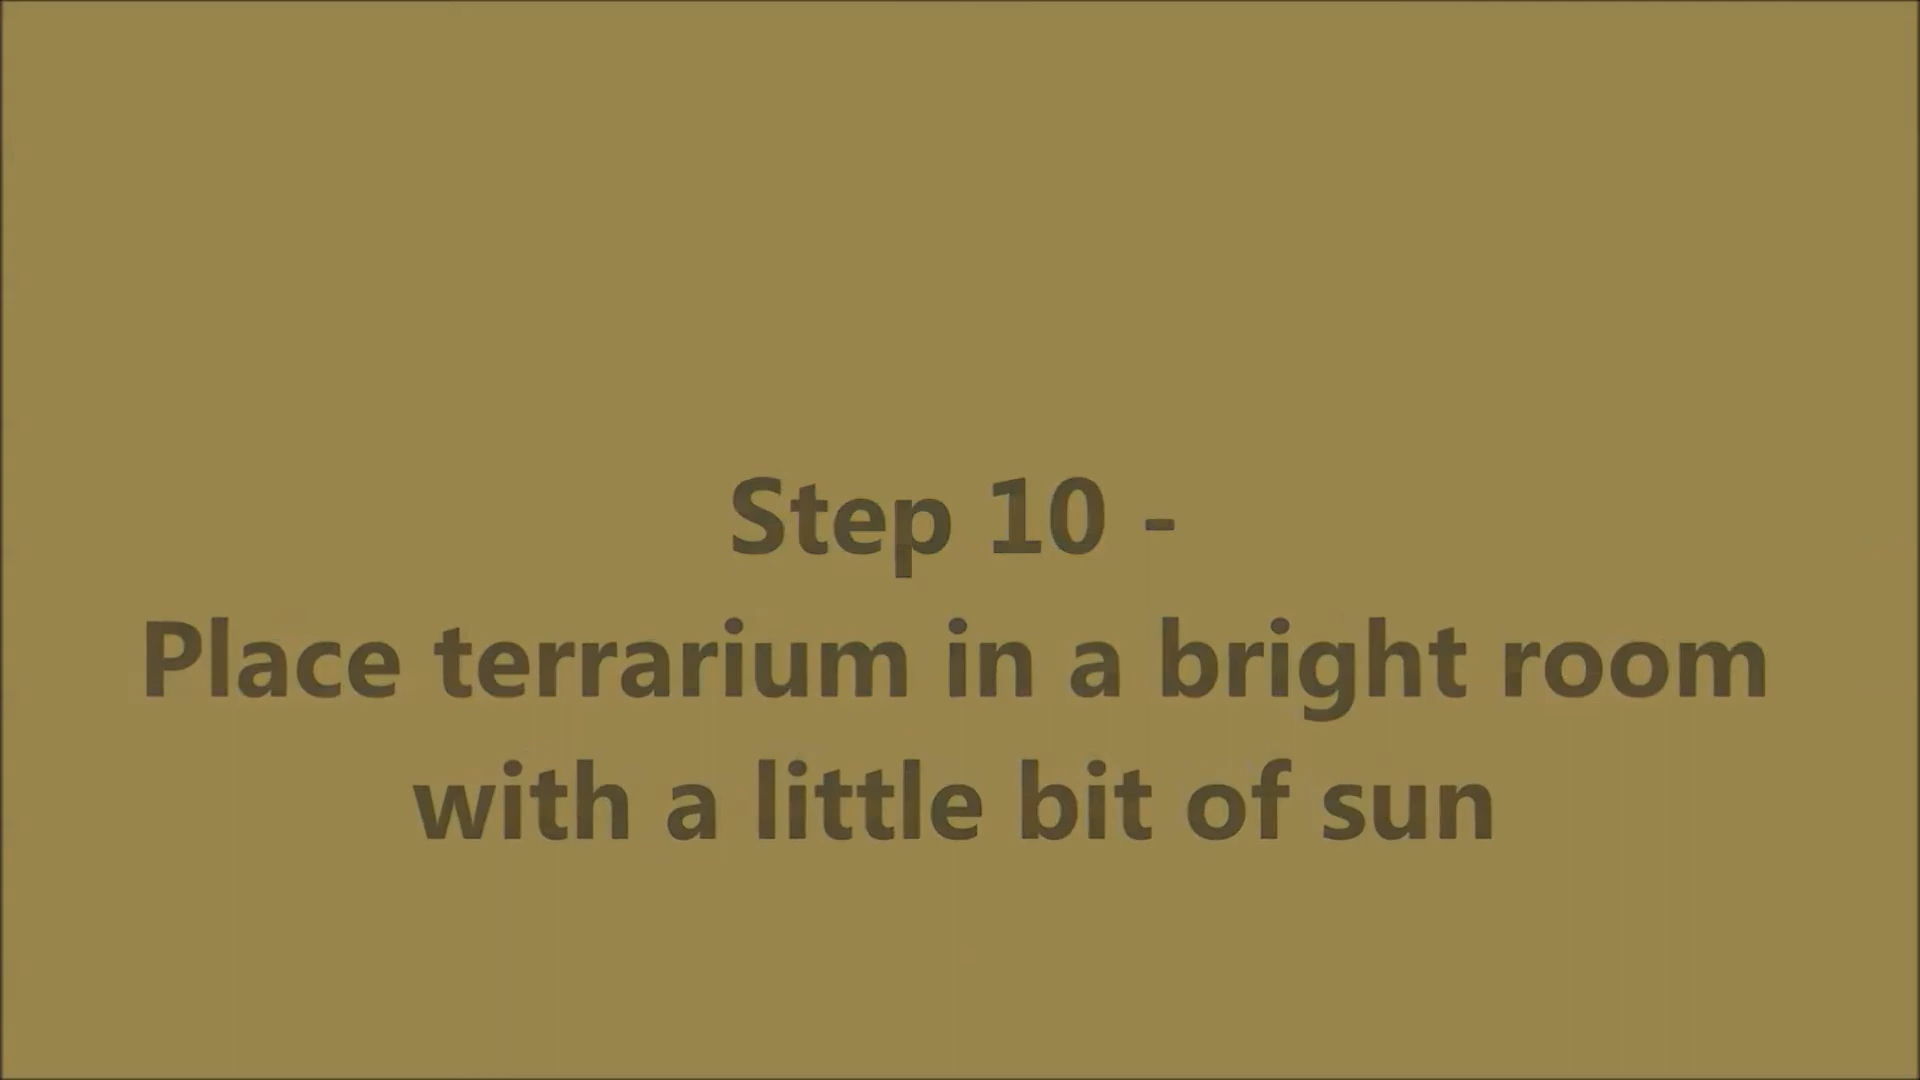 Step 10 -
Place terrarium in a bright room
with a little bit of sun